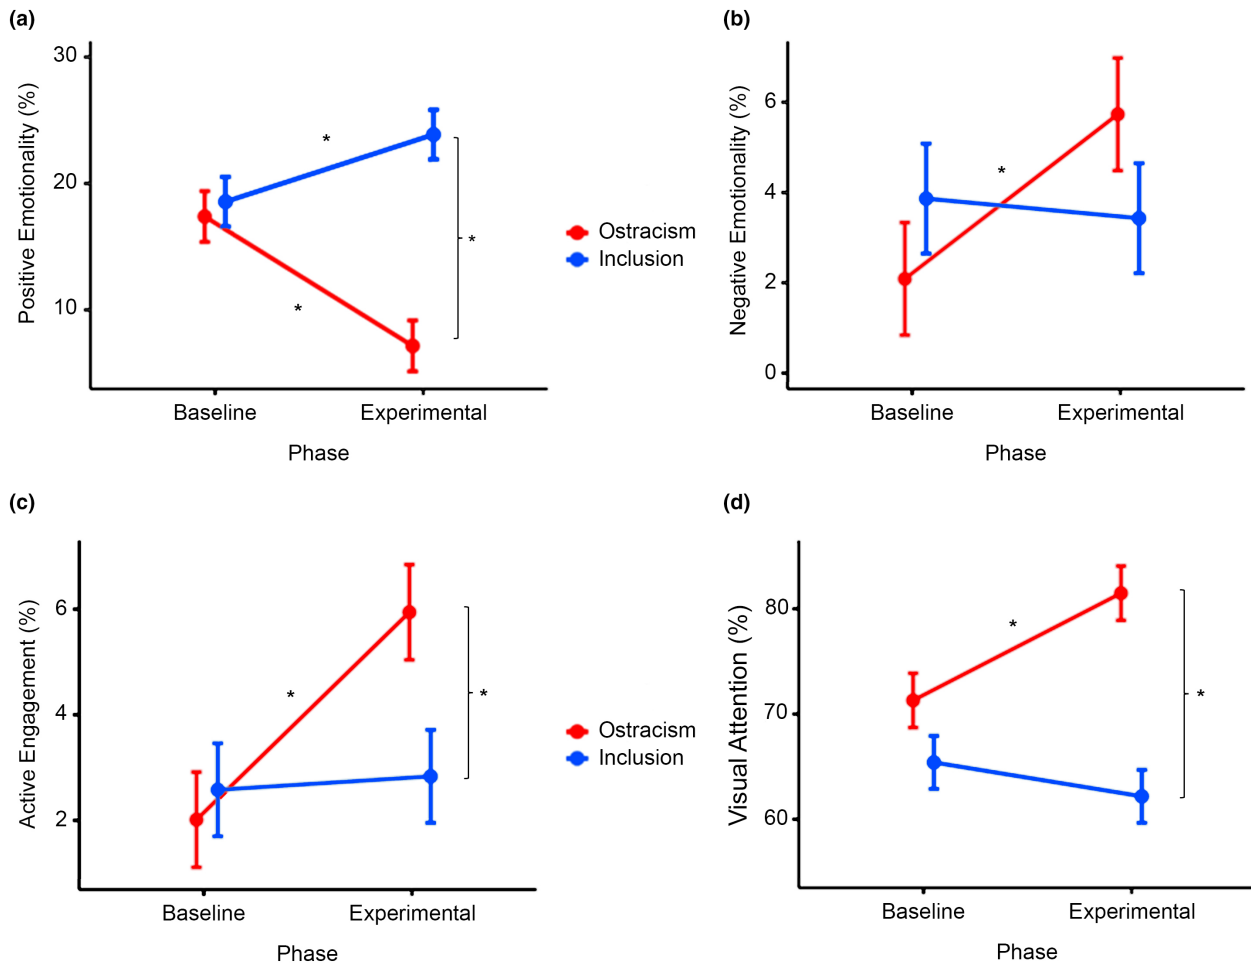 (a)
30
20
10
Positive Emotionality (%)
*
*
*
Baseline
Experimental
Phase
Ostracism
Inclusion
(b)
6
4
2
0
Negative Emotionality (%)
*
Baseline
Experimental
Phase
(c)
6
4
2
Active Engagement (%)
*
*
Baseline
Experimental
Phase
Ostracism
Inclusion
(d)
80
70
60
Visual Attention (%)
*
*
Baseline
Experimental
Phase